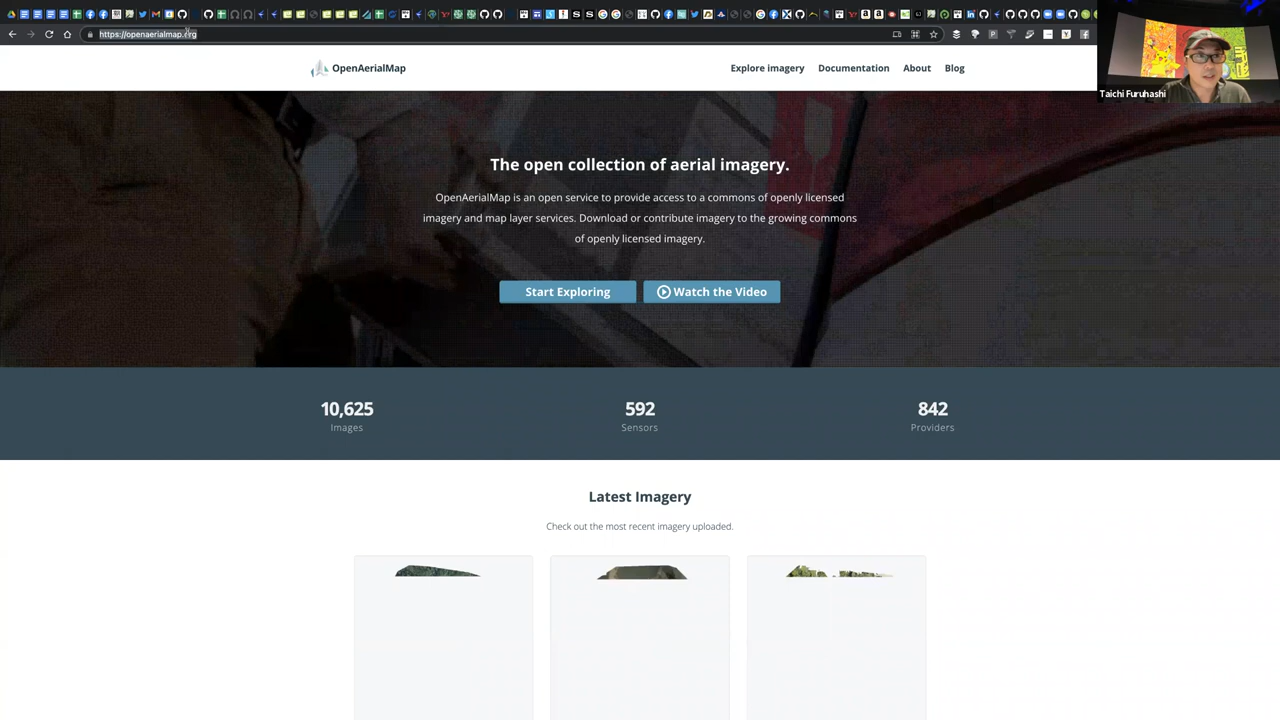 https://openaerialmap.org
OpenAerialMap
Explore imagery
Documentation
About
Blog
Taichi Furuhashi
The open collection of aerial imagery.
OpenAerialMap is an open service to provide access to a commons of openly licensed
imagery and map layer services. Download or contribute imagery to the growing commons
of openly licensed imagery.
Start Exploring
Watch the Video
10,625
Images
592
Sensors
842
Providers
Latest Imagery
Check out the most recent imagery uploaded.